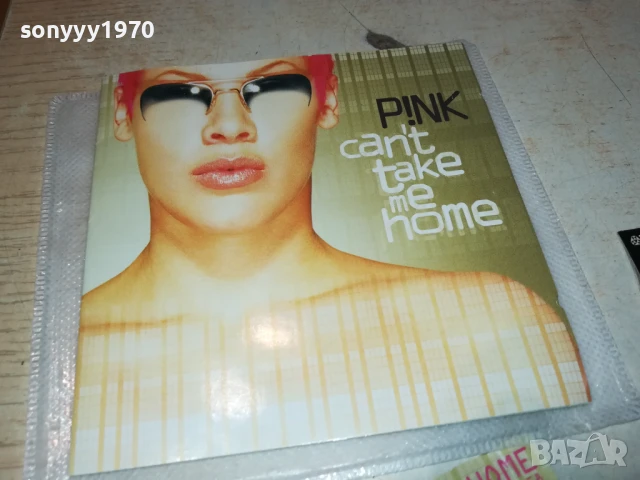 sonyyy1970
P!NK
can't
take
me
home
HOME
BAZAR